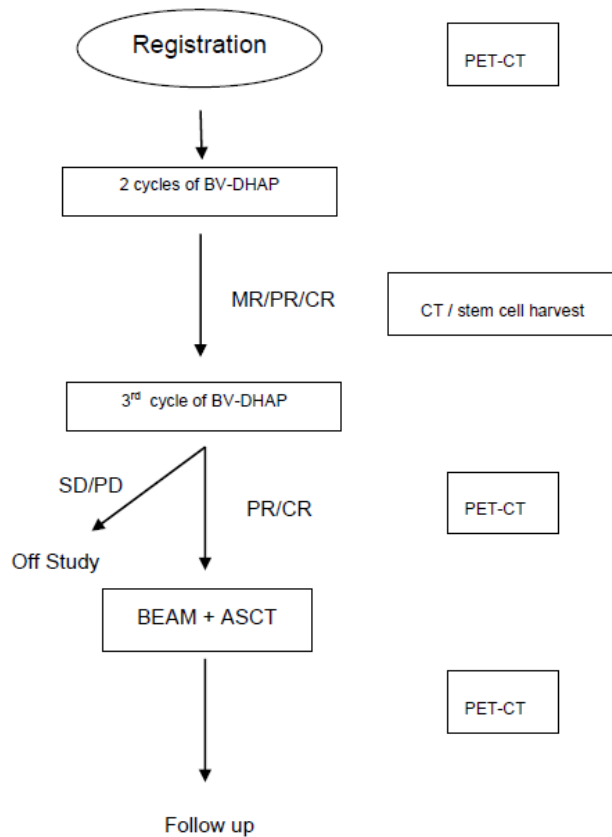 Registration
PET-CT
2 cycles of BV-DHAP
MR/PR/CR
CT / stem cell harvest
3rd cycle of BV-DHAP
SD/PD
PR/CR
PET-CT
Off Study
BEAM + ASCT
PET-CT
Follow up